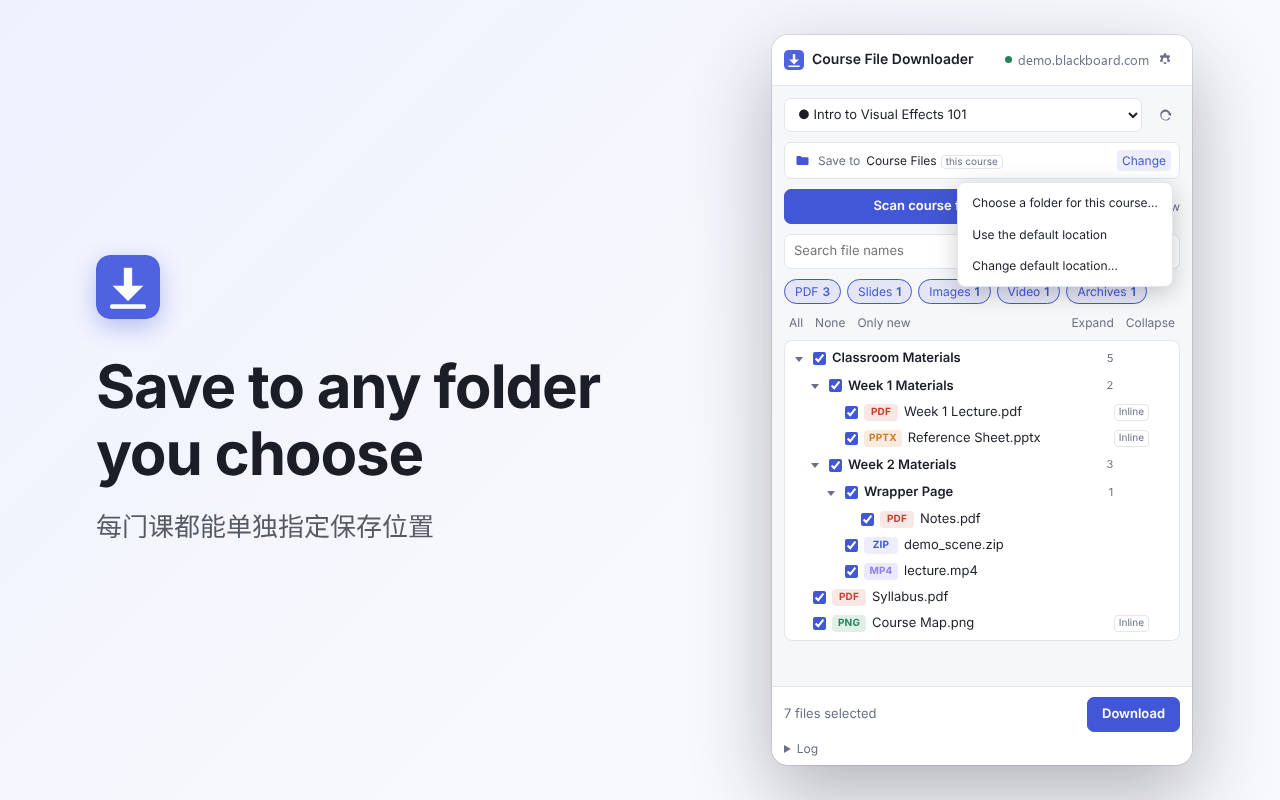 Save to any folder
you choose
每门课都能单独指定保存位置
Course File Downloader
demo.blackboard.com
Intro to Visual Effects 101
Save to Course Files this course Change
Choose a folder for this course...
Use the default location
Change default location...
Scan course
Search file names
PDF 3 Slides 1 Images 1 Video 1 Archives 1
All None Only new Expand Collapse
Classroom Materials 5
Week 1 Materials 2
PDF Week 1 Lecture.pdf Inline
PPTX Reference Sheet.pptx Inline
Week 2 Materials 3
Wrapper Page 1
PDF Notes.pdf
ZIP demo_scene.zip
MP4 lecture.mp4
PDF Syllabus.pdf
PNG Course Map.png Inline
7 files selected Download
Log